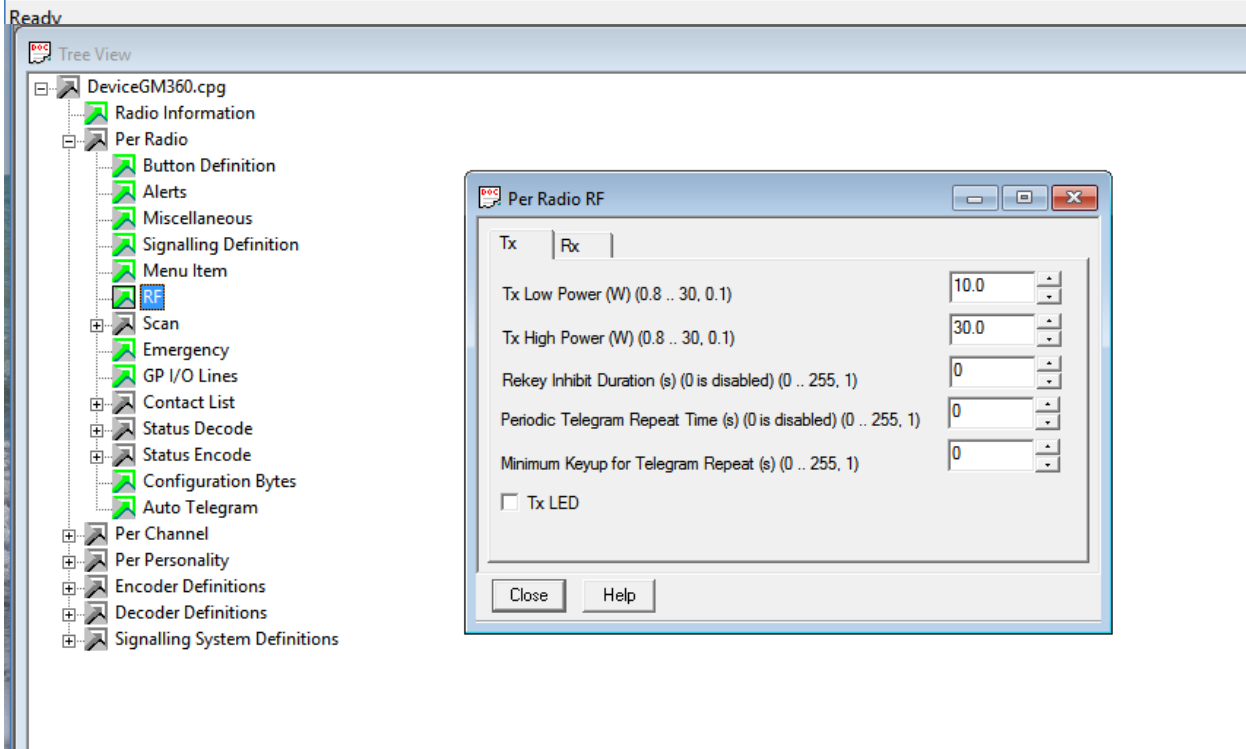 Ready
Tree View
DeviceGM360.cpg
Radio Information
Per Radio
Button Definition
Alerts
Miscellaneous
Signalling Definition
Menu Item
RF
Scan
Emergency
GP I/O Lines
Contact List
Status Decode
Status Encode
Configuration Bytes
Auto Telegram
Per Channel
Per Personality
Encoder Definitions
Decoder Definitions
Signalling System Definitions
Per Radio RF
Tx Rx
Tx Low Power (W) (0.8 .. 30, 0.1) 10.0
Tx High Power (W) (0.8 .. 30, 0.1) 30.0
Rekey Inhibit Duration (s) (0 is disabled) (0 .. 255, 1) 0
Periodic Telegram Repeat Time (s) (0 is disabled) (0 .. 255, 1) 0
Minimum Keyup for Telegram Repeat (s) (0 .. 255, 1) 0
Tx LED
Close Help